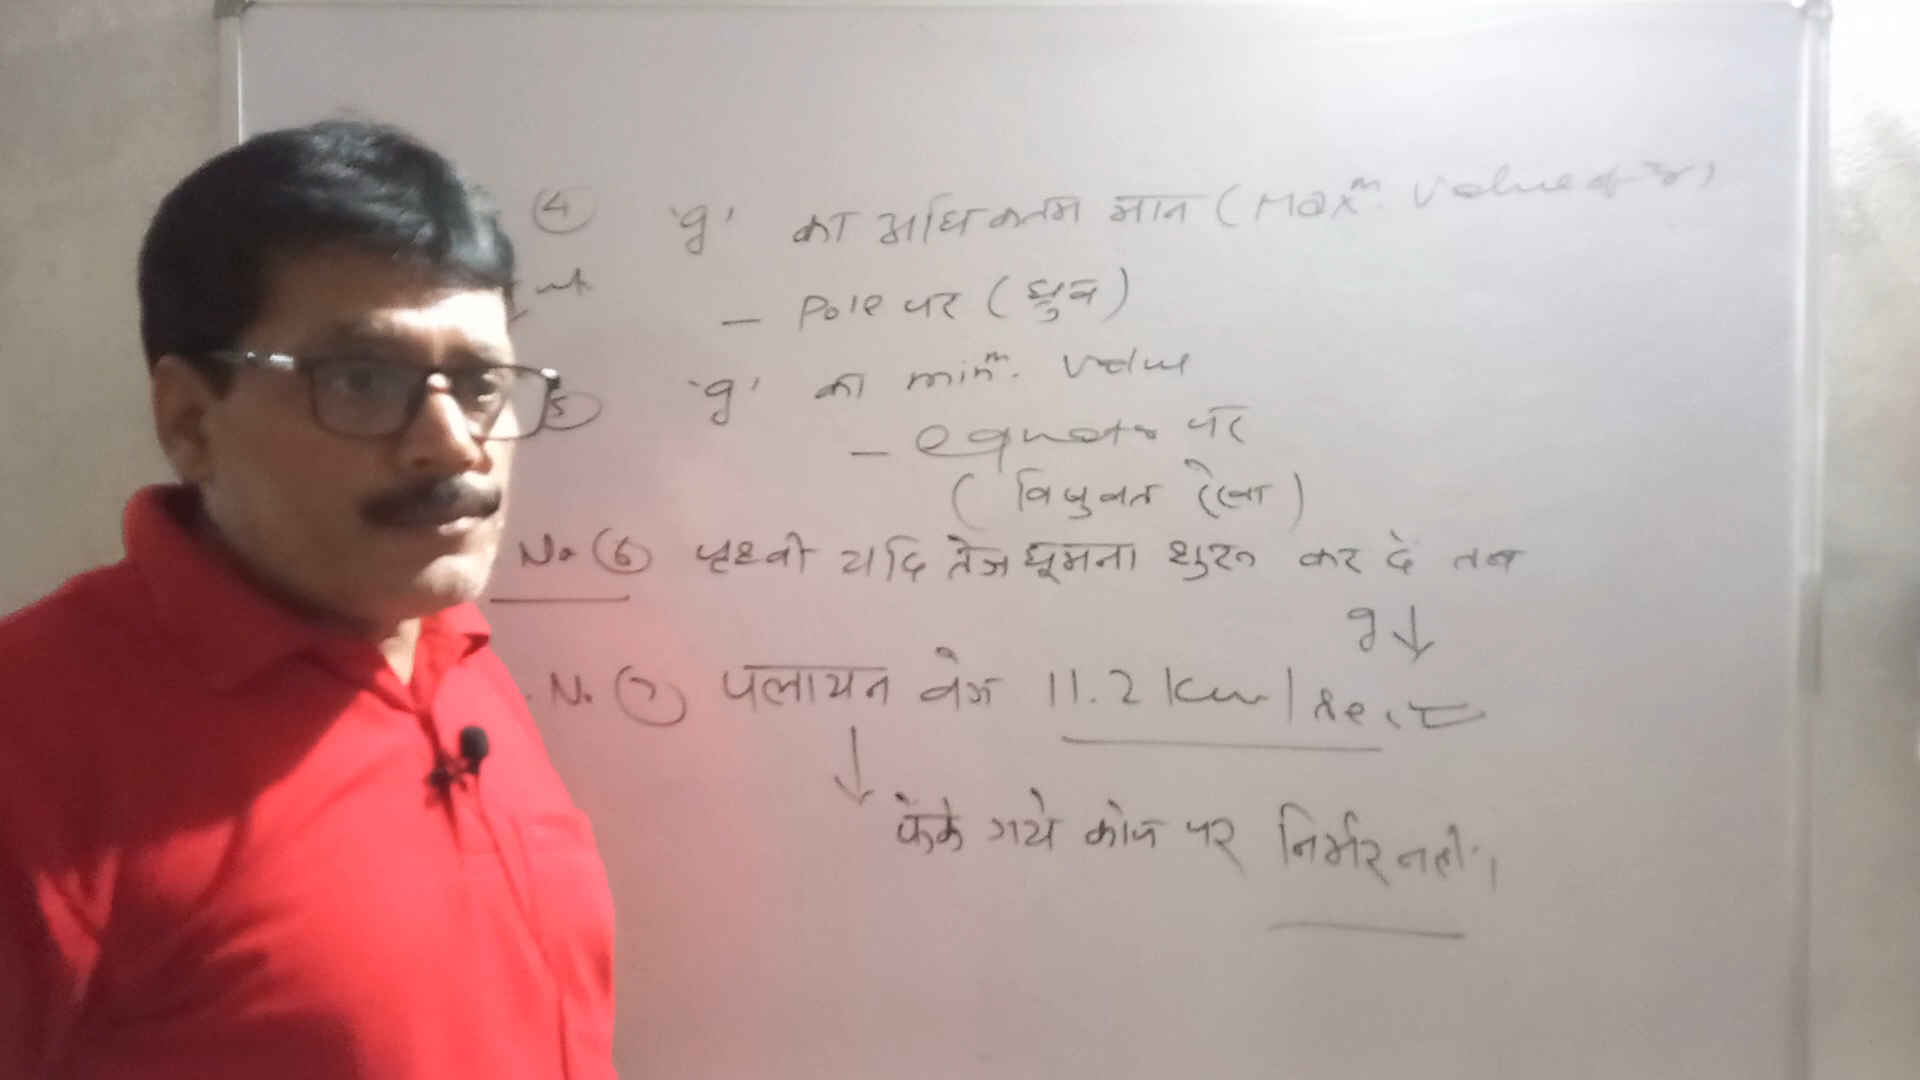 ④ 'g' का अधिकतम मान (Maxᵐ. Value of 'g')
– Pole पर (ध्रुव)
⑤ 'g' का minᵐ. value
– equator पर
(विषुवत रेखा)
No ⑥ पृथ्वी यदि तेज घूमना शुरू कर दें तब
g↓
N. ⑦ पलायन वेग 11.2 Km/sec
↓
फेंके गये कोण पर निर्भर नहीं।